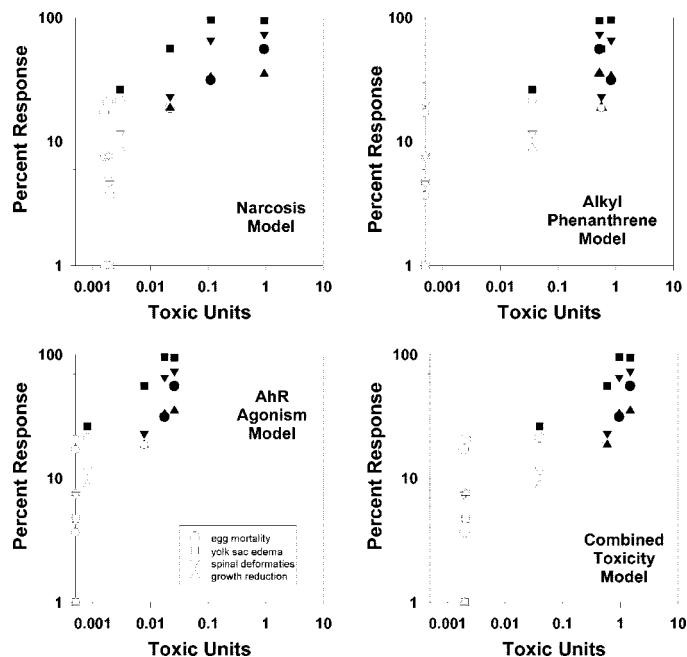 100
10
1
Percent Response
0.001 0.01 0.1 1 10
Toxic Units
Narcosis
Model
100
10
1
Percent Response
0.001 0.01 0.1 1 10
Toxic Units
Alkyl
Phenanthrene
Model
100
10
1
Percent Response
0.001 0.01 0.1 1 10
Toxic Units
AhR
Agonism
Model
egg mortality
yolk sac edema
spinal deformaties
growth reduction
100
10
1
Percent Response
0.001 0.01 0.1 1 10
Toxic Units
Combined
Toxicity
Model